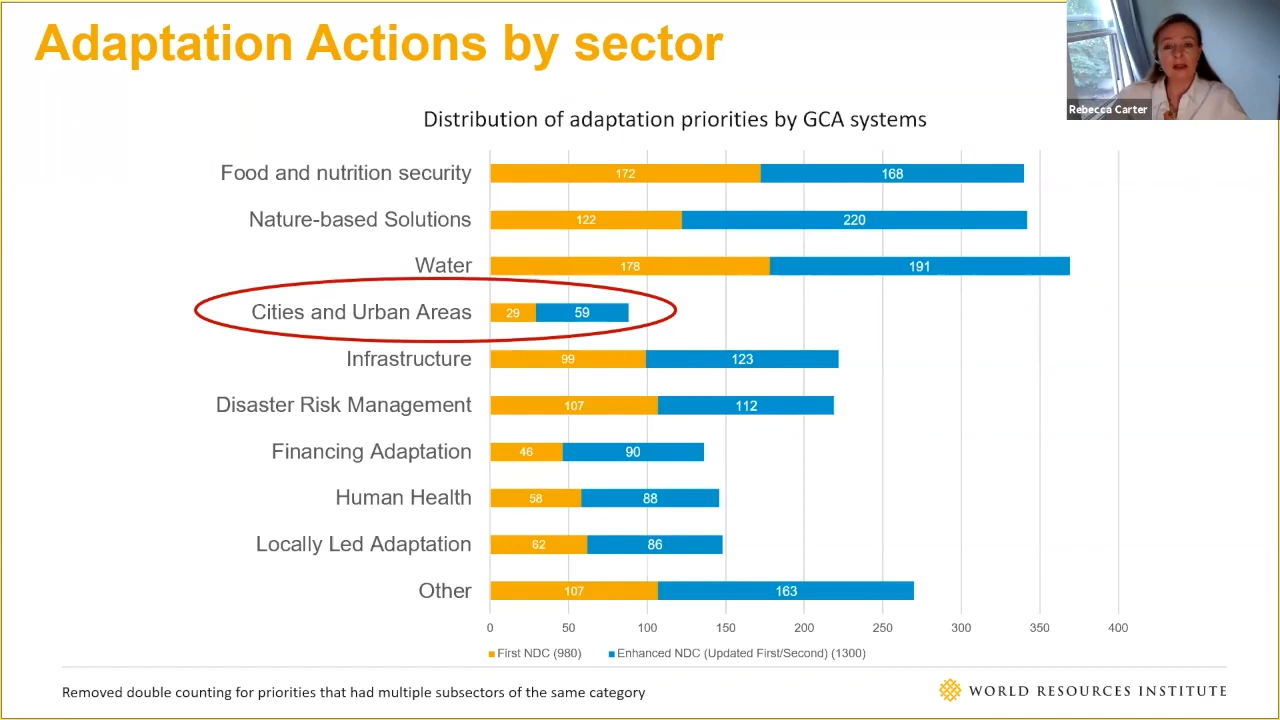 Adaptation Actions by sector
Rebecca Carter
Distribution of adaptation priorities by GCA systems
Food and nutrition security 172 168
Nature-based Solutions 122 220
Water 178 191
Cities and Urban Areas 29 59
Infrastructure 99 123
Disaster Risk Management 107 112
Financing Adaptation 46 90
Human Health 58 88
Locally Led Adaptation 62 86
Other 107 163
0 50 100 150 200 250 300 350 400
First NDC (980) Enhanced NDC (Updated First/Second) (1300)
Removed double counting for priorities that had multiple subsectors of the same category
WORLD RESOURCES INSTITUTE